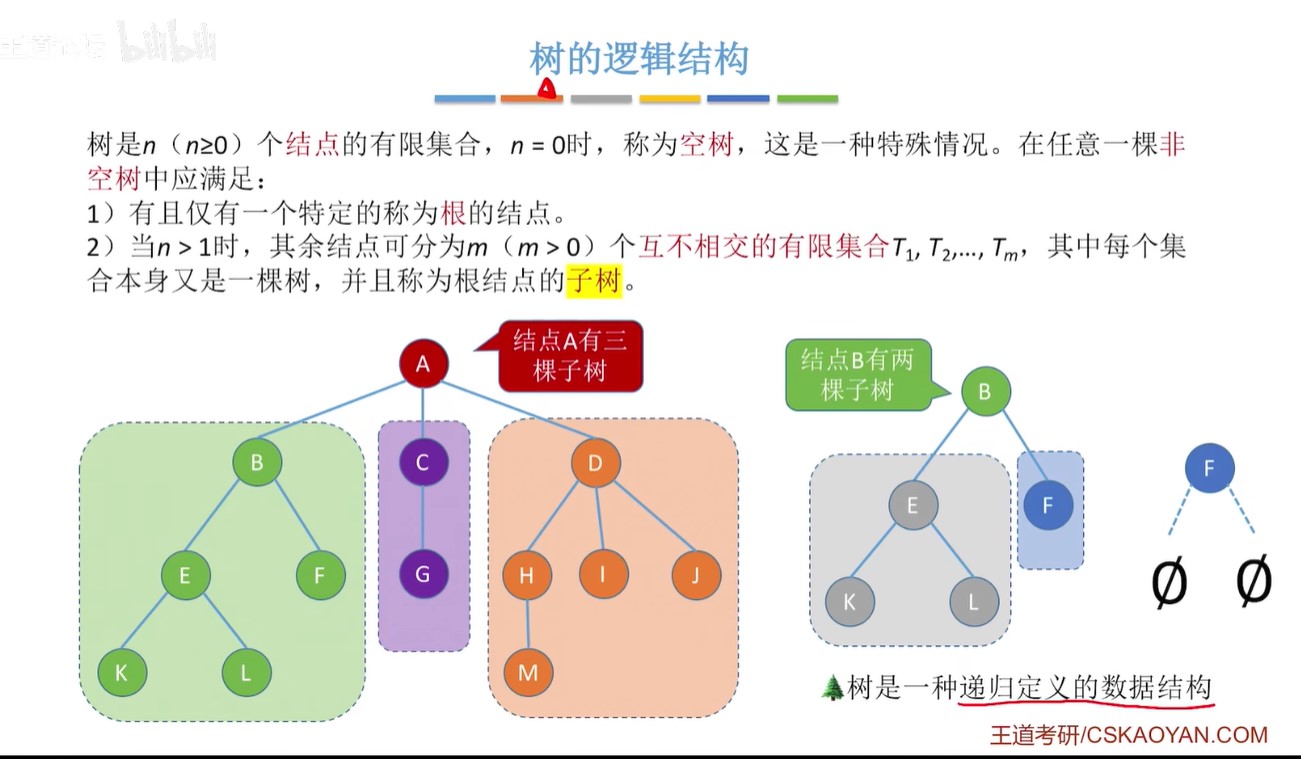 bilibili
树的逻辑结构
树是n（n≥0）个结点的有限集合，n = 0时，称为空树，这是一种特殊情况。在任意一棵非
空树中应满足：
1）有且仅有一个特定的称为根的结点。
2）当n > 1时，其余结点可分为m（m > 0）个互不相交的有限集合T1, T2,…, Tm，其中每个集
合本身又是一棵树，并且称为根结点的子树。
结点A有三
棵子树
A
B
C
D
E
F
G
H
I
J
K
L
M
结点B有两
棵子树
B
E
F
K
L
F
Ø Ø
树是一种递归定义的数据结构
王道考研/CSKAOYAN.COM